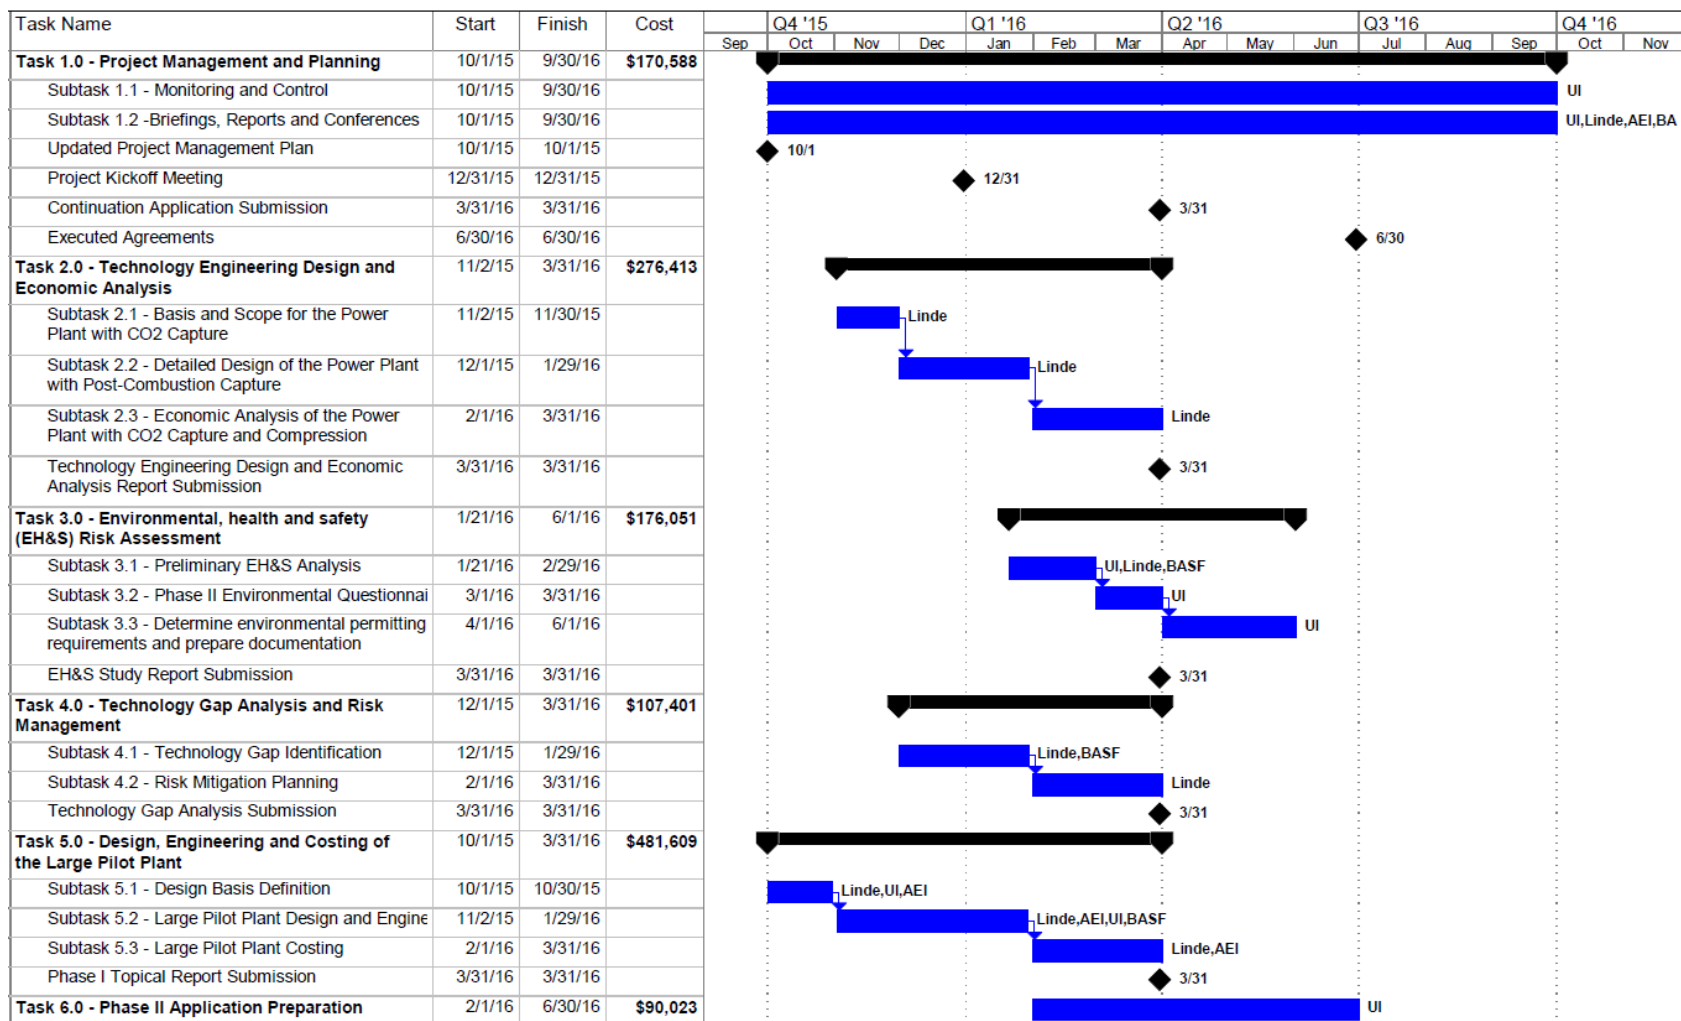 Task Name Start Finish Cost Q4 '15 Q1 '16 Q2 '16 Q3 '16 Q4 '16
Sep Oct Nov Dec Jan Feb Mar Apr May Jun Jul Aug Sep Oct Nov
Task 1.0 - Project Management and Planning 10/1/15 9/30/16 $170,588
Subtask 1.1 - Monitoring and Control 10/1/15 9/30/16 UI
Subtask 1.2 -Briefings, Reports and Conferences 10/1/15 9/30/16 UI,Linde,AEI,BA
Updated Project Management Plan 10/1/15 10/1/15 10/1
Project Kickoff Meeting 12/31/15 12/31/15 12/31
Continuation Application Submission 3/31/16 3/31/16 3/31
Executed Agreements 6/30/16 6/30/16 6/30
Task 2.0 - Technology Engineering Design and 11/2/15 3/31/16 $276,413
Economic Analysis
Subtask 2.1 - Basis and Scope for the Power 11/2/15 11/30/15 Linde
Plant with CO2 Capture
Subtask 2.2 - Detailed Design of the Power Plant 12/1/15 1/29/16 Linde
with Post-Combustion Capture
Subtask 2.3 - Economic Analysis of the Power 2/1/16 3/31/16 Linde
Plant with CO2 Capture and Compression
Technology Engineering Design and Economic 3/31/16 3/31/16 3/31
Analysis Report Submission
Task 3.0 - Environmental, health and safety 1/21/16 6/1/16 $176,051
(EH&S) Risk Assessment
Subtask 3.1 - Preliminary EH&S Analysis 1/21/16 2/29/16 UI,Linde,BASF
Subtask 3.2 - Phase II Environmental Questionnai 3/1/16 3/31/16 UI
Subtask 3.3 - Determine environmental permitting 4/1/16 6/1/16 UI
requirements and prepare documentation
EH&S Study Report Submission 3/31/16 3/31/16 3/31
Task 4.0 - Technology Gap Analysis and Risk 12/1/15 3/31/16 $107,401
Management
Subtask 4.1 - Technology Gap Identification 12/1/15 1/29/16 Linde,BASF
Subtask 4.2 - Risk Mitigation Planning 2/1/16 3/31/16 Linde
Technology Gap Analysis Submission 3/31/16 3/31/16 3/31
Task 5.0 - Design, Engineering and Costing of 10/1/15 3/31/16 $481,609
the Large Pilot Plant
Subtask 5.1 - Design Basis Definition 10/1/15 10/30/15 Linde,UI,AEI
Subtask 5.2 - Large Pilot Plant Design and Engine 11/2/15 1/29/16 Linde,AEI,UI,BASF
Subtask 5.3 - Large Pilot Plant Costing 2/1/16 3/31/16 Linde,AEI
Phase I Topical Report Submission 3/31/16 3/31/16 3/31
Task 6.0 - Phase II Application Preparation 2/1/16 6/30/16 $90,023 UI